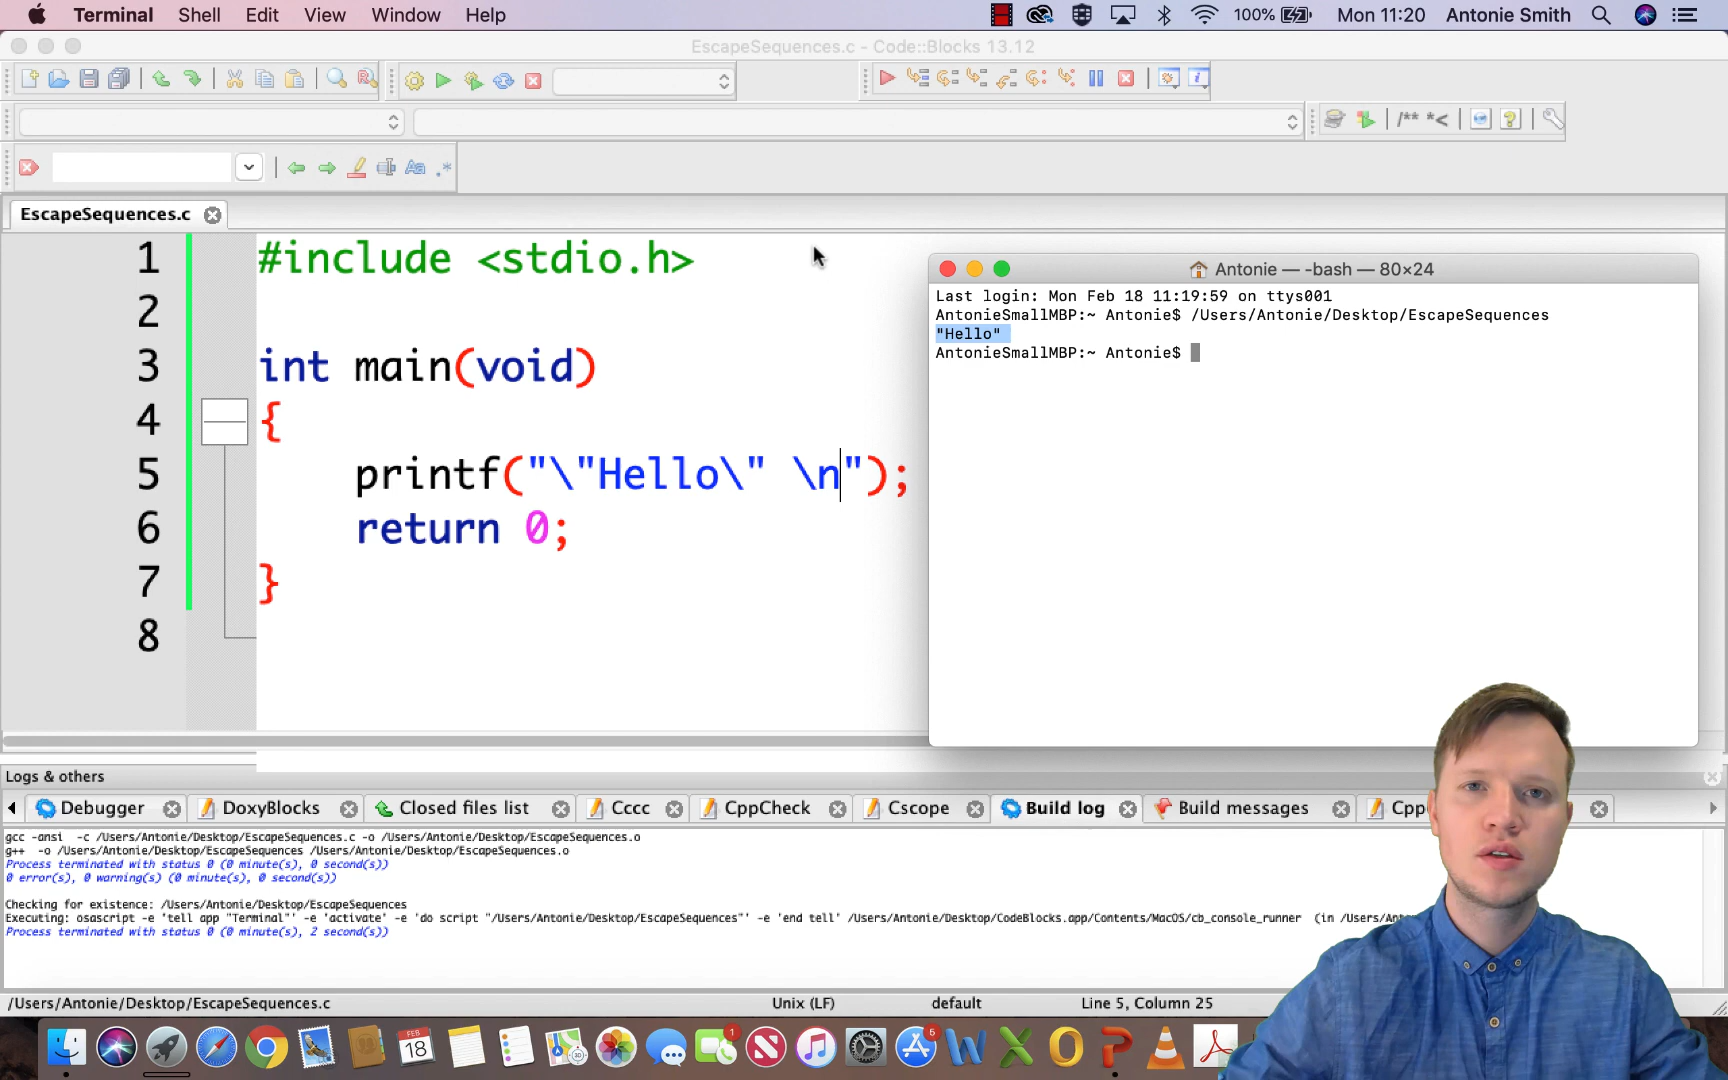 Terminal Shell Edit View Window Help 100% Mon 11:20 Antonie Smith
EscapeSequences.c - Code::Blocks 13.12
EscapeSequences.c
1 #include <stdio.h>
2
3 int main(void)
4 {
5 printf("\"Hello\" \n");
6 return 0;
7 }
8
Antonie — -bash — 80×24
Last login: Mon Feb 18 11:19:59 on ttys001
AntonieSmallMBP:~ Antonie$ /Users/Antonie/Desktop/EscapeSequences
"Hello"
AntonieSmallMBP:~ Antonie$
Logs & others
Debugger DoxyBlocks Closed files list Cccc CppCheck Cscope Build log Build messages Cpp
gcc -ansi -c /Users/Antonie/Desktop/EscapeSequences.c -o /Users/Antonie/Desktop/EscapeSequences.o
g++ -o /Users/Antonie/Desktop/EscapeSequences /Users/Antonie/Desktop/EscapeSequences.o
Process terminated with status 0 (0 minute(s), 0 second(s))
0 error(s), 0 warning(s) (0 minute(s), 0 second(s))
Checking for existence: /Users/Antonie/Desktop/EscapeSequences
Executing: osascript -e 'tell app "Terminal"' -e 'activate' -e 'do script "/Users/Antonie/Desktop/EscapeSequences"' -e 'end tell' /Users/Antonie/Desktop/CodeBlocks.app/Contents/MacOS/cb_console_runner (in /Users/Ant
Process terminated with status 0 (0 minute(s), 2 second(s))
/Users/Antonie/Desktop/EscapeSequences.c Unix (LF) default Line 5, Column 25
FEB
18
1
5